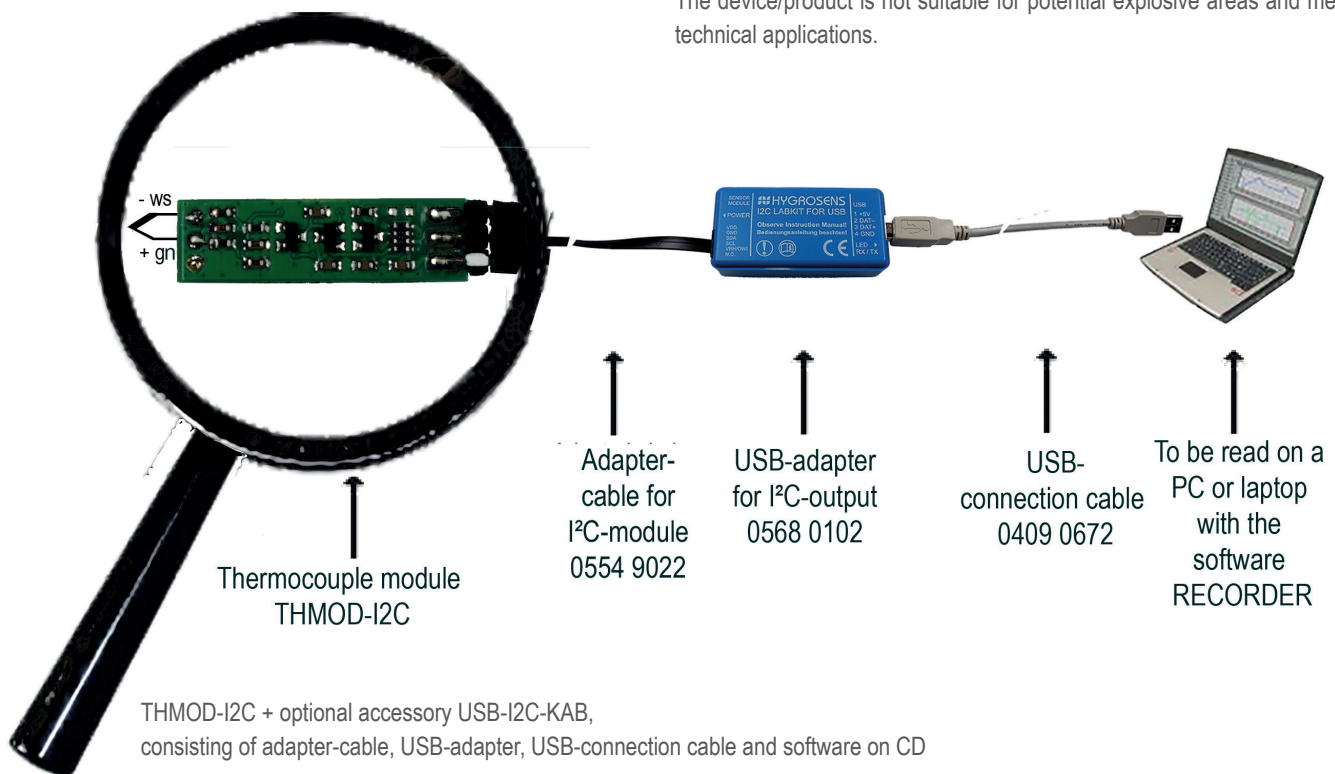 The device/product is not suitable for potential explosive areas and me
technical applications.
- ws
+ gn
SENSOR
MODULE
◄POWER
VDD
GND
SDA
SCL
N.C.
HYGROSENS
I2C LABKIT FOR USB
Observe Instruction Manual!
Bedienungsanleitung beachten!
CE
USB
1 +5V
2 DAT–
3 DAT+
4 GND
LED ►
RX / TX
Thermocouple module
THMOD-I2C
Adapter-
cable for
I²C-module
0554 9022
USB-adapter
for I²C-output
0568 0102
USB-
connection cable
0409 0672
To be read on a
PC or laptop
with the
software
RECORDER
THMOD-I2C + optional accessory USB-I2C-KAB,
consisting of adapter-cable, USB-adapter, USB-connection cable and software on CD